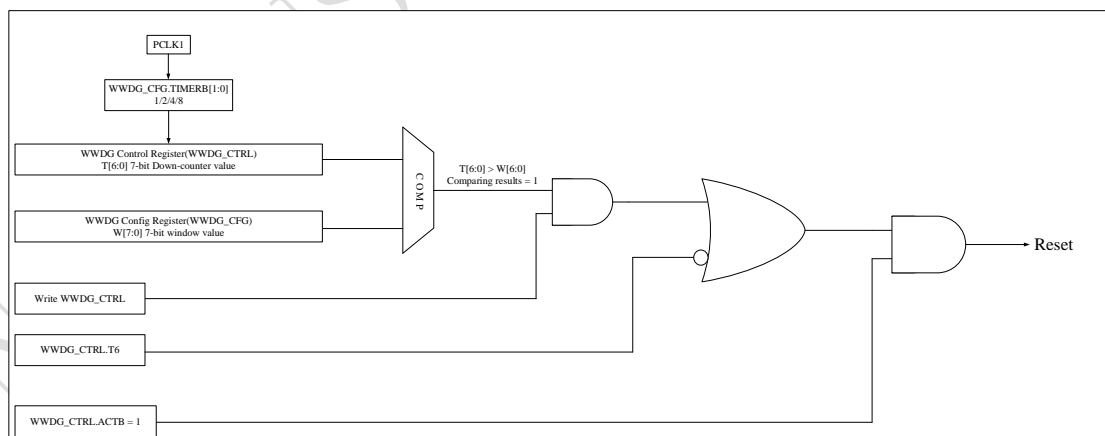 PCLK1
WWDG_CFG.TIMERB[1:0]
1/2/4/8
WWDG Control Register(WWDG_CTRL)
T[6:0] 7-bit Down-counter value
T[6:0] > W[6:0]
Comparing results = 1
COMP
WWDG Config Register(WWDG_CFG)
W[7:0] 7-bit window value
Reset
Write WWDG_CTRL
WWDG_CTRL.T6
WWDG_CTRL.ACTB = 1